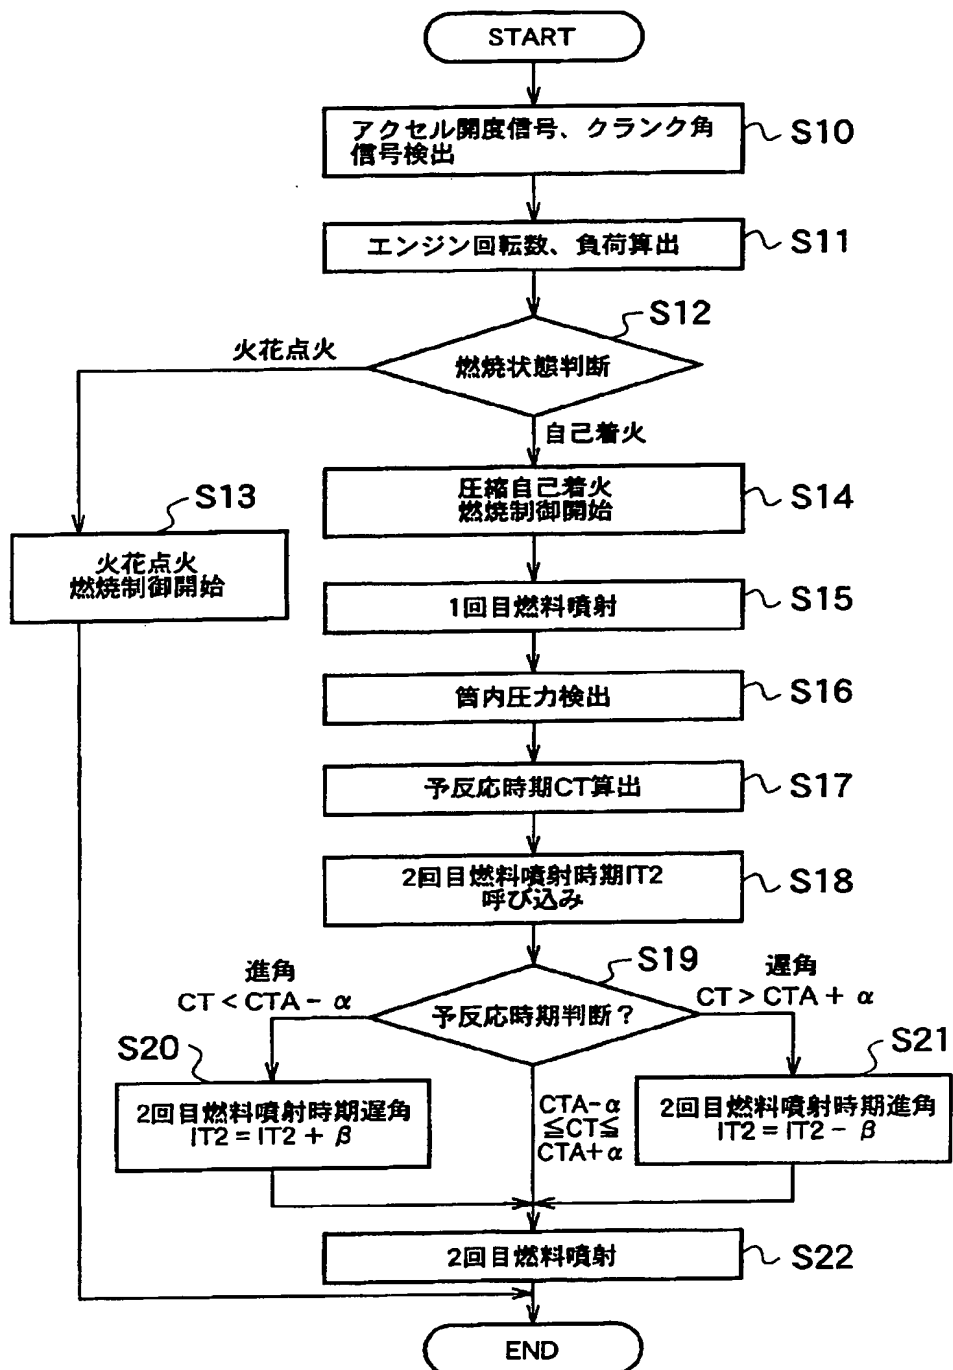 START
アクセル開度信号、クランク角
信号検出
S10
エンジン回転数、負荷算出
S11
S12
火花点火
燃焼状態判断
自己着火
S13
圧縮自己着火
燃焼制御開始
S14
火花点火
燃焼制御開始
1回目燃料噴射
S15
筒内圧力検出
S16
予反応時期CT算出
S17
2回目燃料噴射時期IT2
呼び込み
S18
進角
CT < CTA - α
S19
遅角
CT > CTA + α
予反応時期判断？
S20
S21
2回目燃料噴射時期遅角
IT2 = IT2 + β
CTA-α
≦CT≦
CTA+α
2回目燃料噴射時期進角
IT2 = IT2 - β
2回目燃料噴射
S22
END